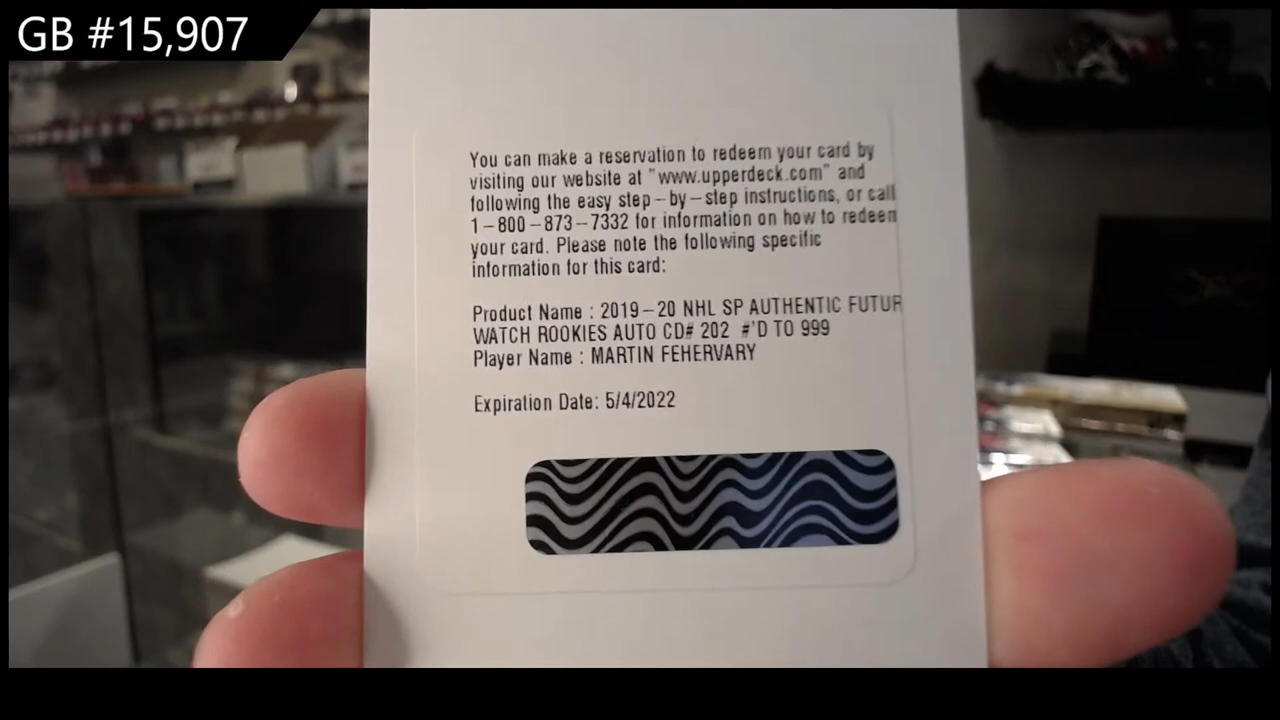 GB #15,907
You can make a reservation to redeem your card by
visiting our website at "www.upperdeck.com" and
following the easy step-by-step instructions, or call
1-800-873-7332 for information on how to redeem
your card. Please note the following specific
information for this card:
Product Name : 2019-20 NHL SP AUTHENTIC FUTUR
WATCH ROOKIES AUTO CD# 202 #'D TO 999
Player Name : MARTIN FEHERVARY
Expiration Date: 5/4/2022